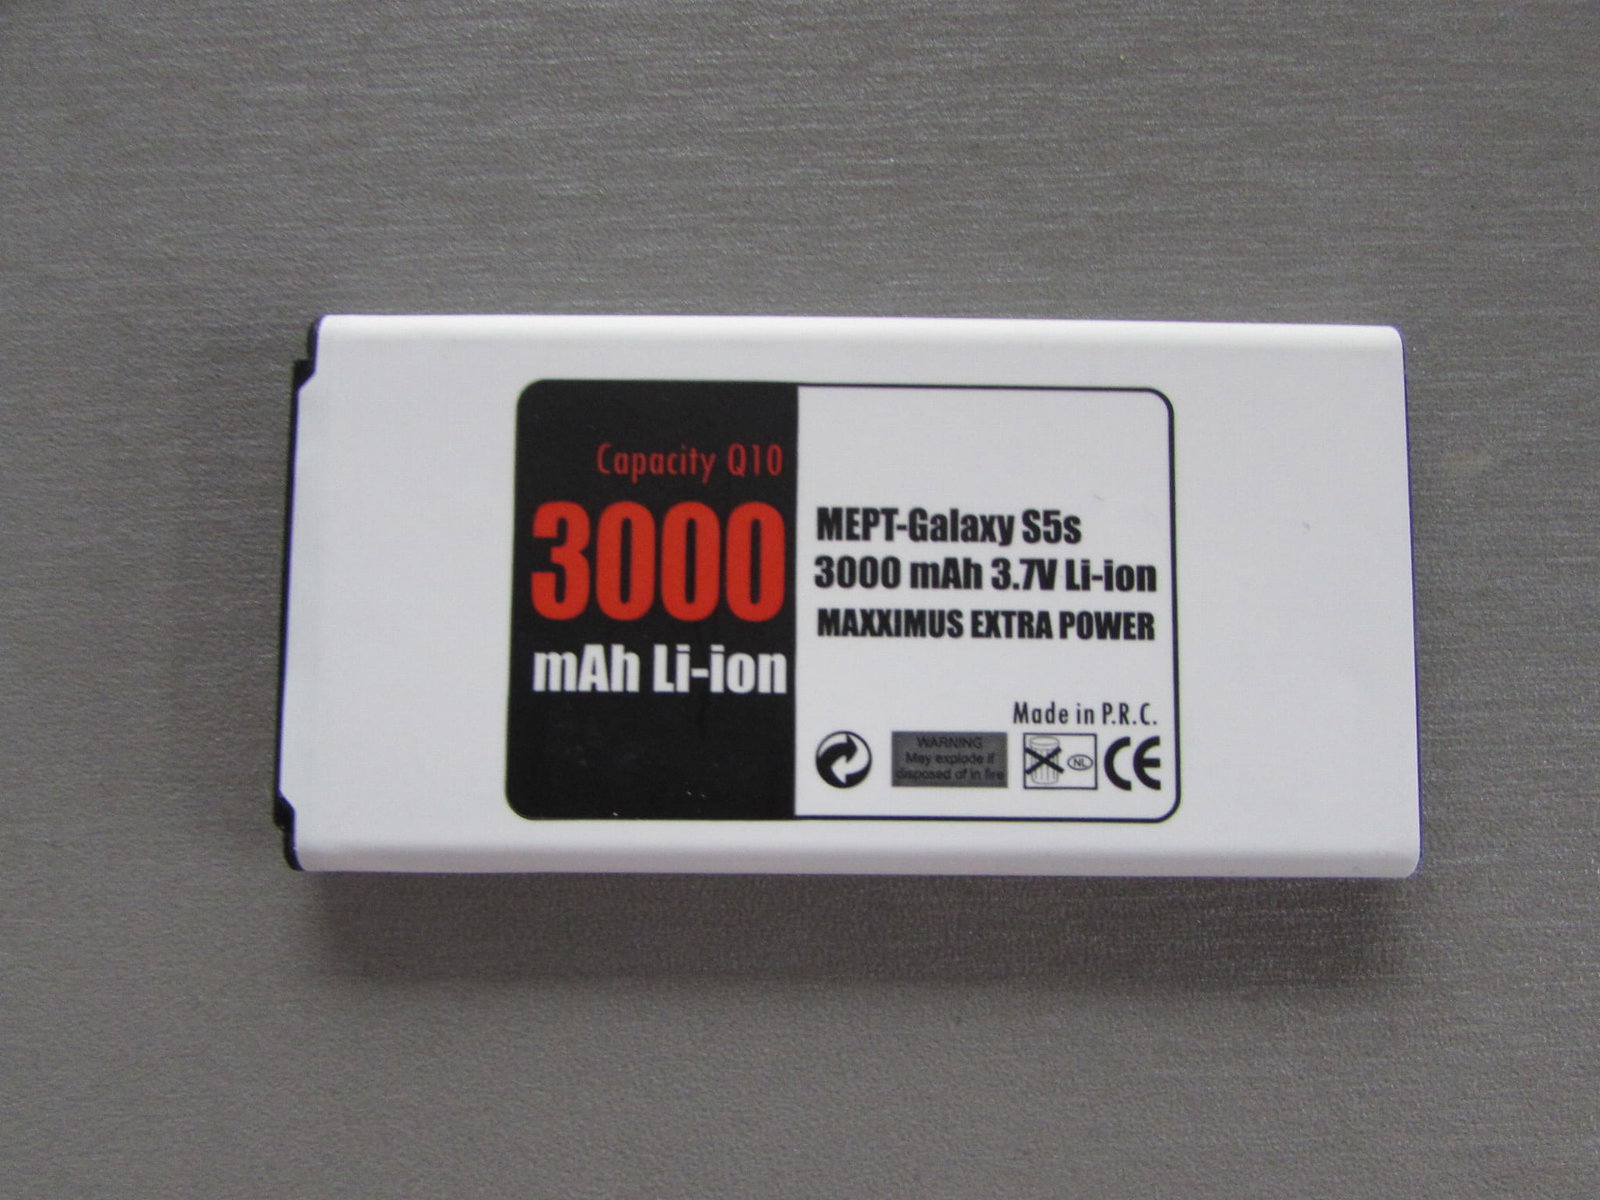 Capacity Q10
3000
mAh Li-ion
MEPT-Galaxy S5s
3000 mAh 3.7V Li-ion
MAXXIMUS EXTRA POWER
Made in P.R.C.
WARNING
May explode if
disposed of in fire
NL
CE